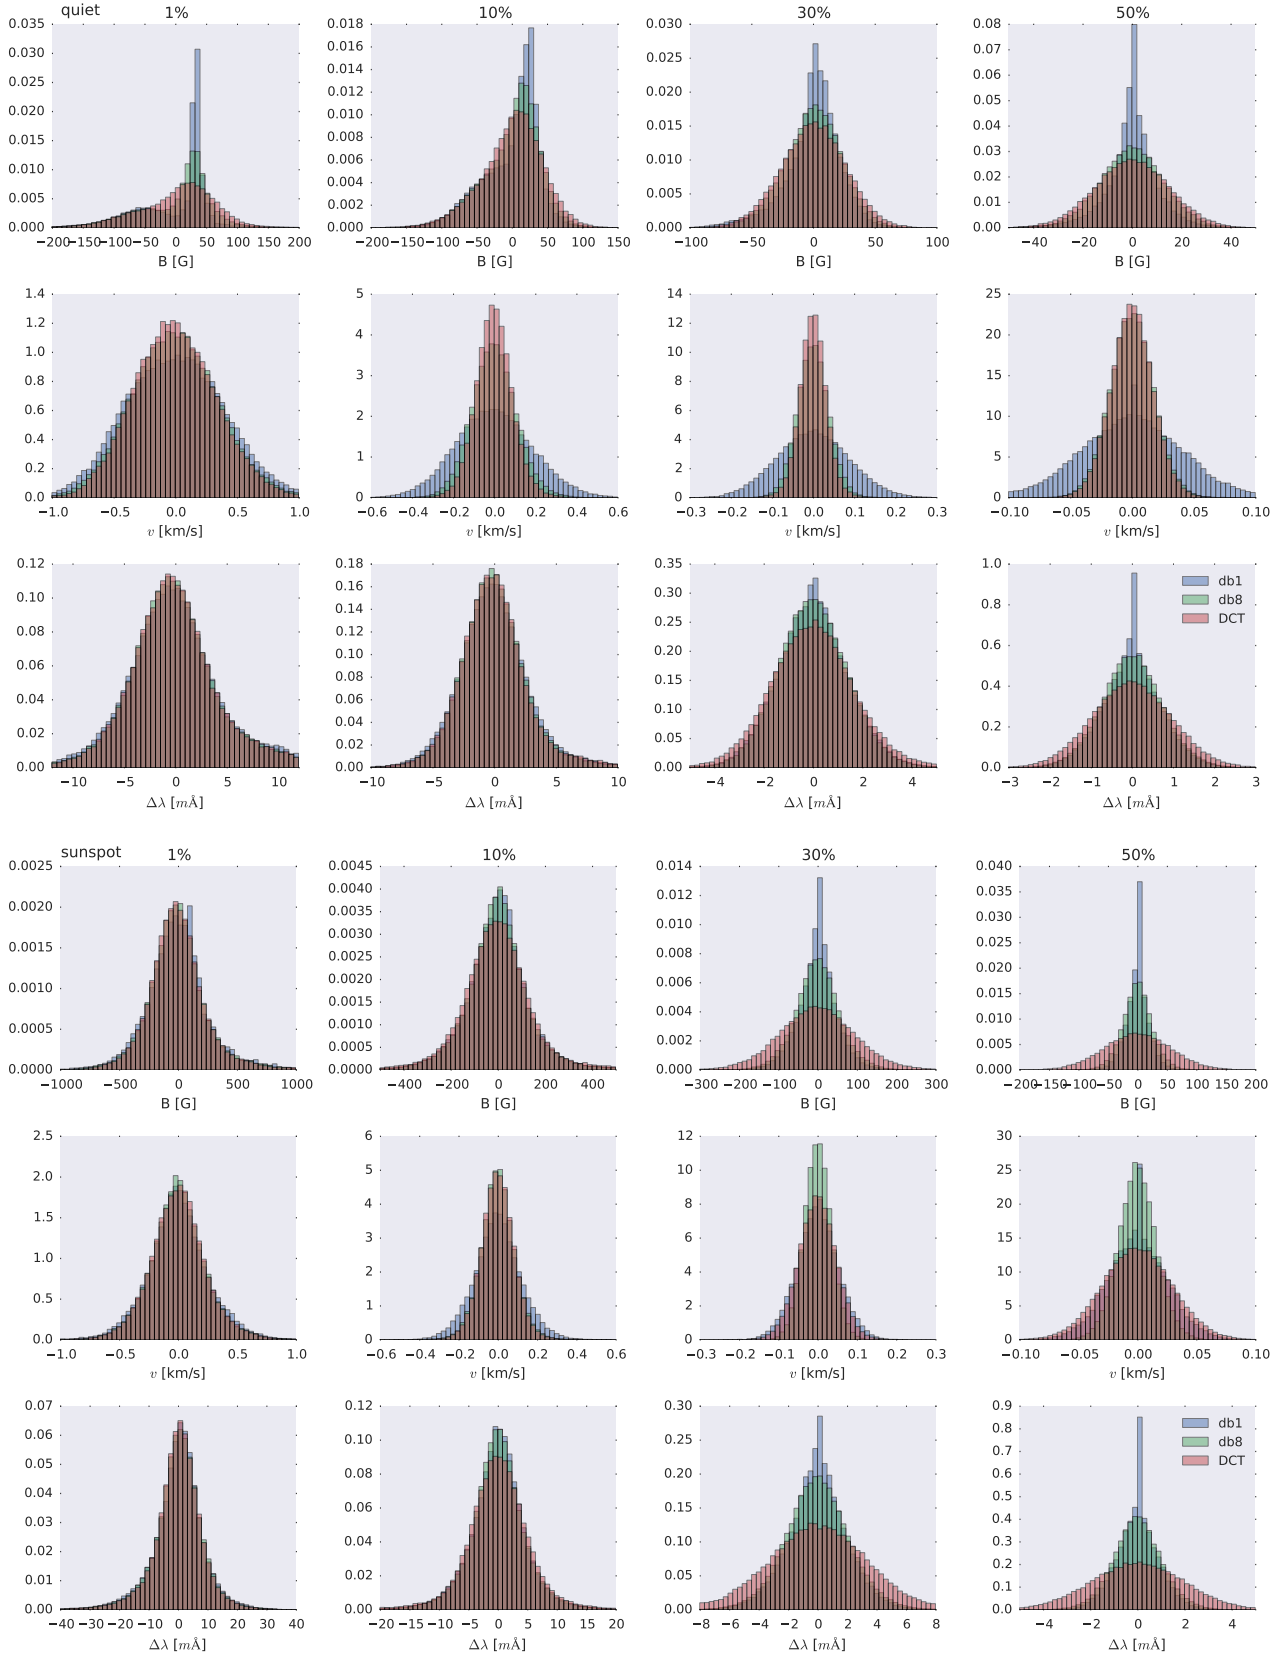 quiet 1% 10% 30% 50%
0.035 0.018 0.030 0.08
0.030 0.016 0.025 0.07
0.025 0.014 0.020 0.06
0.020 0.012 0.015 0.05
0.015 0.010 0.010 0.04
0.010 0.008 0.005 0.03
0.005 0.006 0.000 0.02
0.000 0.004 0.01
0.002 0.00
0.000
−200 −150 −100 −50 0 50 100 150 200
−200 −150 −100 −50 0 50 100 150
−100 −50 0 50 100
−40 −20 0 20 40
B [G] B [G] B [G] B [G]
1.4 5 14 25
1.2 4 12 20
1.0 3 10 15
0.8 2 8 10
0.6 1 6 5
0.4 0 4 0
0.2 2
0.0 0
−1.0 −0.5 0.0 0.5 1.0
−0.6 −0.4 −0.2 0.0 0.2 0.4 0.6
−0.3 −0.2 −0.1 0.0 0.1 0.2 0.3
−0.10 −0.05 0.00 0.05 0.10
v [km/s] v [km/s] v [km/s] v [km/s]
0.12 0.18 0.35 1.0
0.10 0.16 0.30 0.8
0.08 0.14 0.25 0.6
0.06 0.12 0.20 0.4
0.04 0.10 0.15 0.2
0.02 0.08 0.10 0.0
0.00 0.06 0.05
0.04 0.00
0.02
0.00
db1
db8
DCT
−10 −5 0 5 10
−10 −5 0 5 10
−4 −2 0 2 4
−3 −2 −1 0 1 2 3
Δλ [mÅ] Δλ [mÅ] Δλ [mÅ] Δλ [mÅ]
sunspot 1% 10% 30% 50%
0.0025 0.0045 0.014 0.040
0.0020 0.0040 0.012 0.035
0.0015 0.0035 0.010 0.030
0.0010 0.0030 0.008 0.025
0.0005 0.0025 0.006 0.020
0.0000 0.0020 0.004 0.015
0.0015 0.002 0.010
0.0010 0.000 0.005
0.0005 0.000
0.0000
−1000 −500 0 500 1000
−400 −200 0 200 400
−300 −200 −100 0 100 200 300
−200 −150 −100 −50 0 50 100 150 200
B [G] B [G] B [G] B [G]
2.5 6 12 30
2.0 5 10 25
1.5 4 8 20
1.0 3 6 15
0.5 2 4 10
0.0 1 2 5
0 0 0
−1.0 −0.5 0.0 0.5 1.0
−0.6 −0.4 −0.2 0.0 0.2 0.4 0.6
−0.3 −0.2 −0.1 0.0 0.1 0.2 0.3
−0.10 −0.05 0.00 0.05 0.10
v [km/s] v [km/s] v [km/s] v [km/s]
0.07 0.12 0.30 0.9
0.06 0.10 0.25 0.8
0.05 0.08 0.20 0.7
0.04 0.06 0.15 0.6
0.03 0.04 0.10 0.5
0.02 0.02 0.05 0.4
0.01 0.00 0.00 0.3
0.00 0.2
0.1
0.0
db1
db8
DCT
−40 −30 −20 −10 0 10 20 30 40
−20 −15 −10 −5 0 5 10 15 20
−8 −6 −4 −2 0 2 4 6 8
−4 −2 0 2 4
Δλ [mÅ] Δλ [mÅ] Δλ [mÅ] Δλ [mÅ]